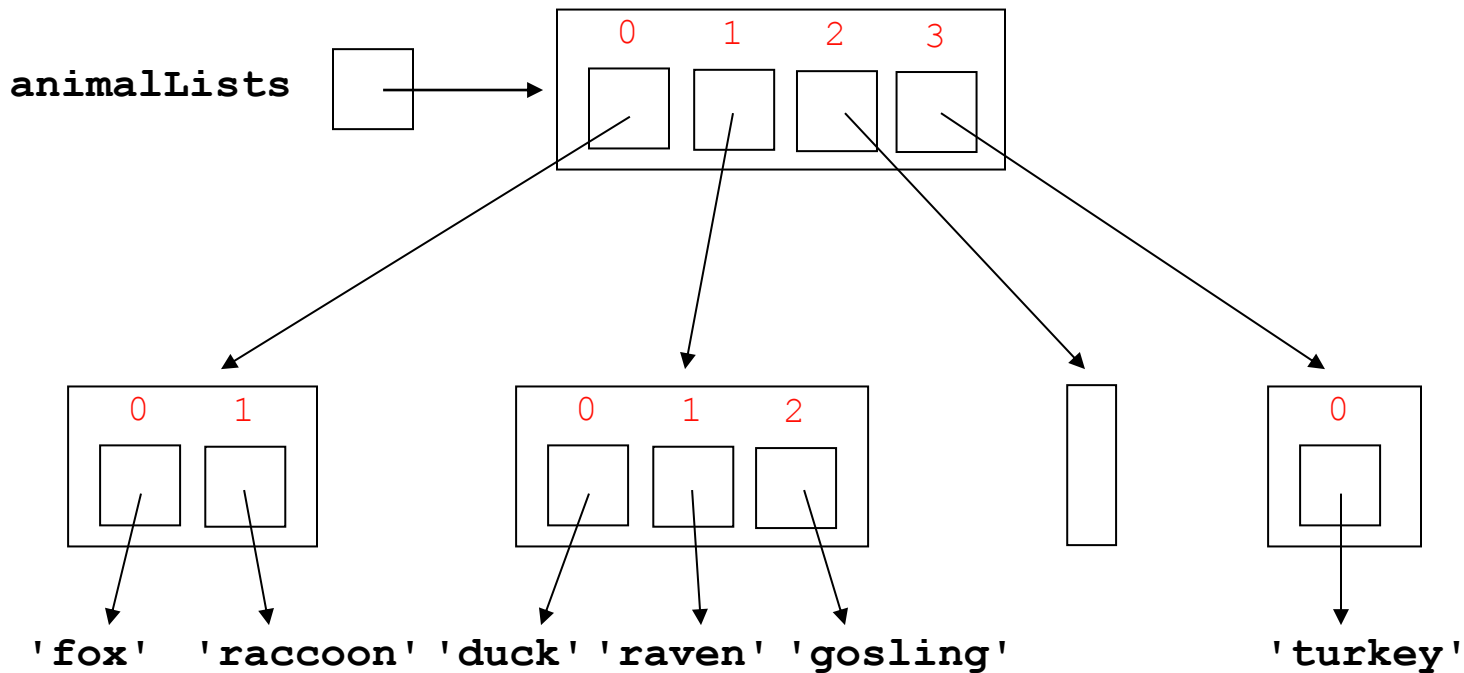 0 1 2 3
animalLists
0 1 0 1 2 0
'fox' 'raccoon' 'duck' 'raven' 'gosling' 'turkey'